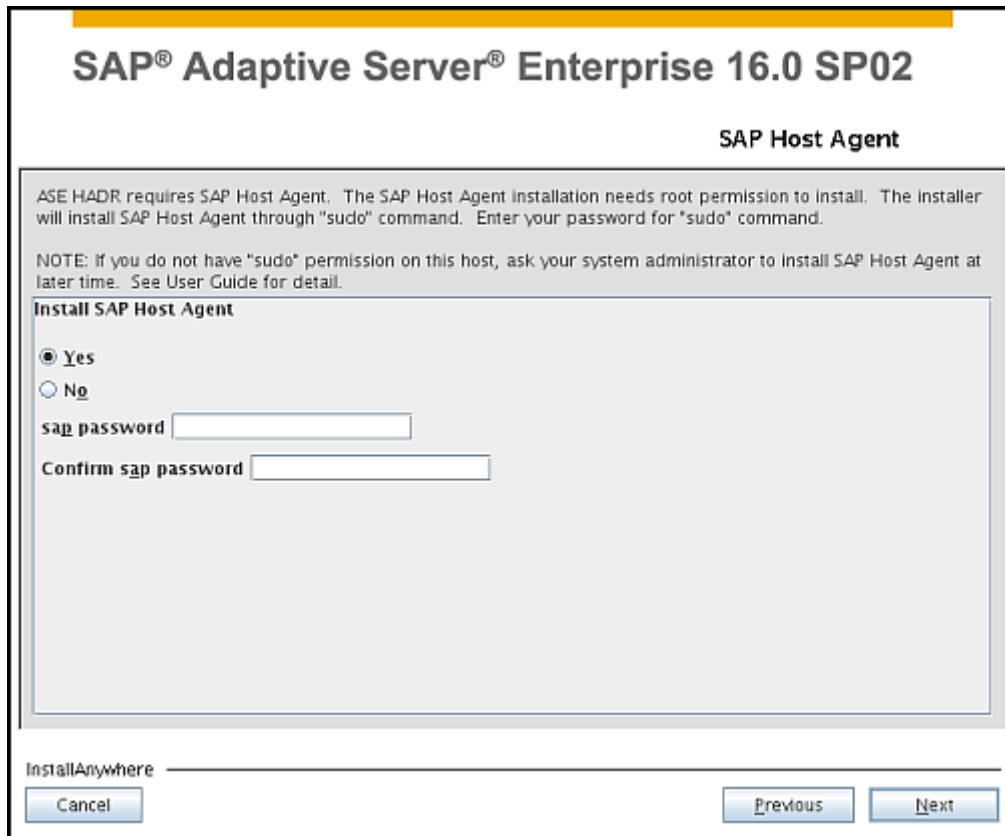 SAP® Adaptive Server® Enterprise 16.0 SP02
SAP Host Agent
ASE HADR requires SAP Host Agent. The SAP Host Agent installation needs root permission to install. The installer
will install SAP Host Agent through "sudo" command. Enter your password for "sudo" command.
NOTE: If you do not have "sudo" permission on this host, ask your system administrator to install SAP Host Agent at
later time. See User Guide for detail.
Install SAP Host Agent
Yes
No
sap password
Confirm sap password
InstallAnywhere
Cancel
Previous
Next